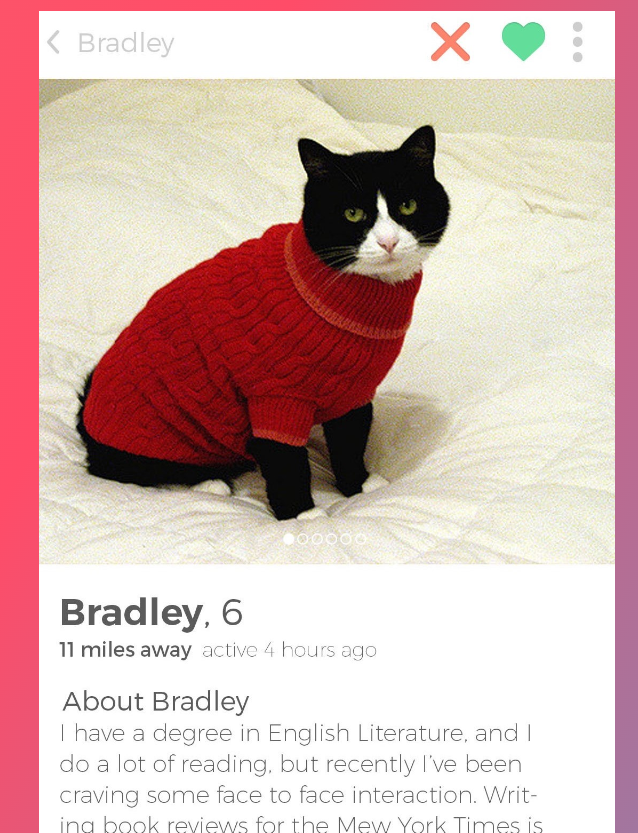 Bradley
Bradley, 6
11 miles away active 4 hours ago
About Bradley
I have a degree in English Literature, and I
do a lot of reading, but recently I've been
craving some face to face interaction. Writ-
ing book reviews for the Mew York Times is